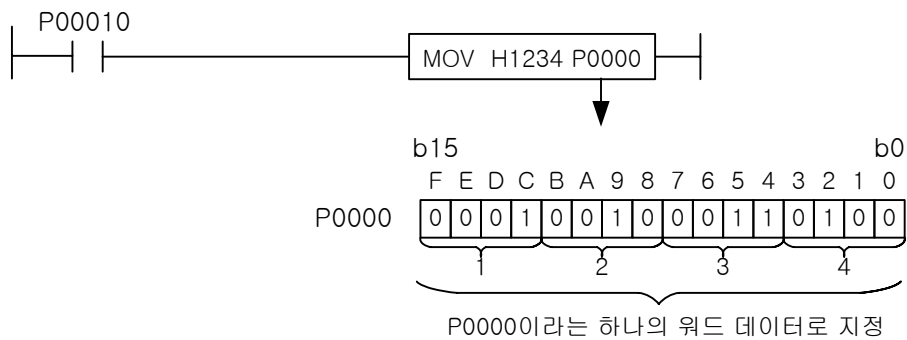 P00010
MOV H1234 P0000
b15 b0
F E D C B A 9 8 7 6 5 4 3 2 1 0
P0000 0 0 0 1 0 0 1 0 0 0 1 1 0 1 0 0
1 2 3 4
P0000이라는 하나의 워드 데이터로 지정